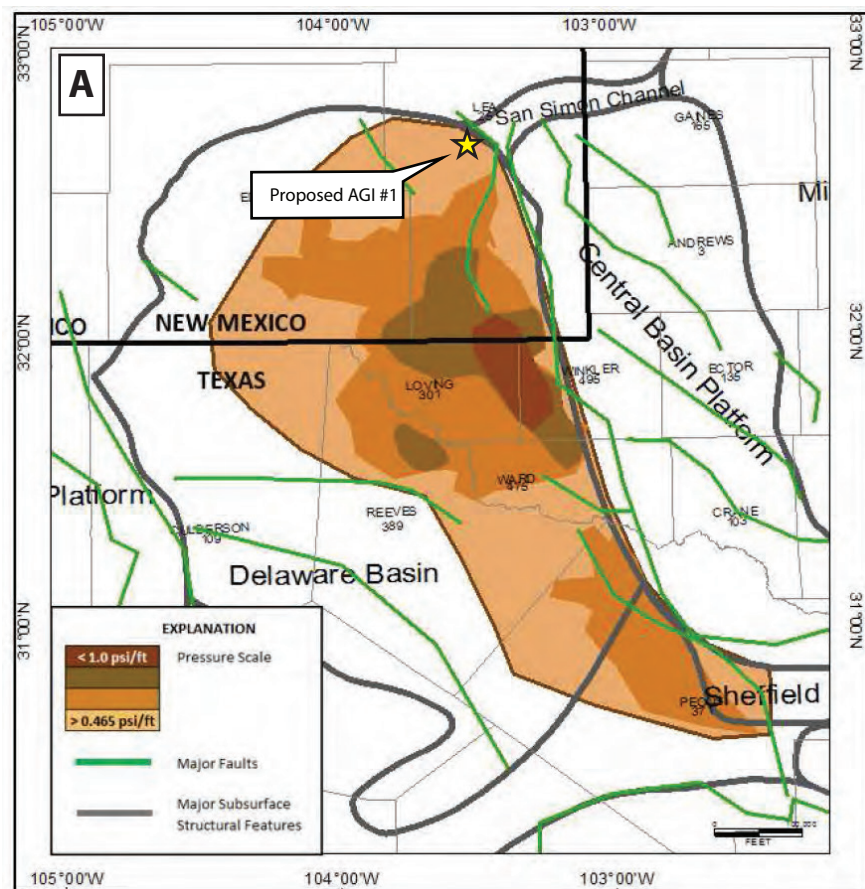 105°00'W
104°00'W
103°00'W
33°00'N
33°00'N
A
LEA
San Simon Channel
GAINES
165
Proposed AGI #1
Mi
ANDREWS
3
Central Basin Platform
ICO
NEW MEXICO
32°00'N
32°00'N
TEXAS
LOVING
301
WINKLER
495
ECTOR
135
WARD
475
Platform
REEVES
389
CRANE
103
CULBERSON
109
Delaware Basin
31°00'N
31°00'N
EXPLANATION
< 1.0 psi/ft
Pressure Scale
> 0.465 psi/ft
Sheffield
37
Major Faults
Major Subsurface
Structural Features
0
FEET
105°00'W
104°00'W
103°00'W